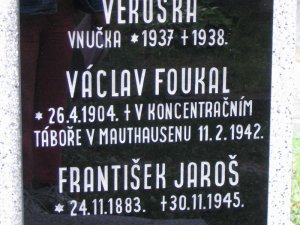 VĚRUŠKA
VNUČKA * 1937 † 1938.
VÁCLAV FOUKAL
* 26.4.1904. † V KONCENTRAČNÍM
TÁBOŘE V MAUTHAUSENU 11.2.1942.
FRANTIŠEK JAROŠ
* 24.11.1883. † 30.11.1945.